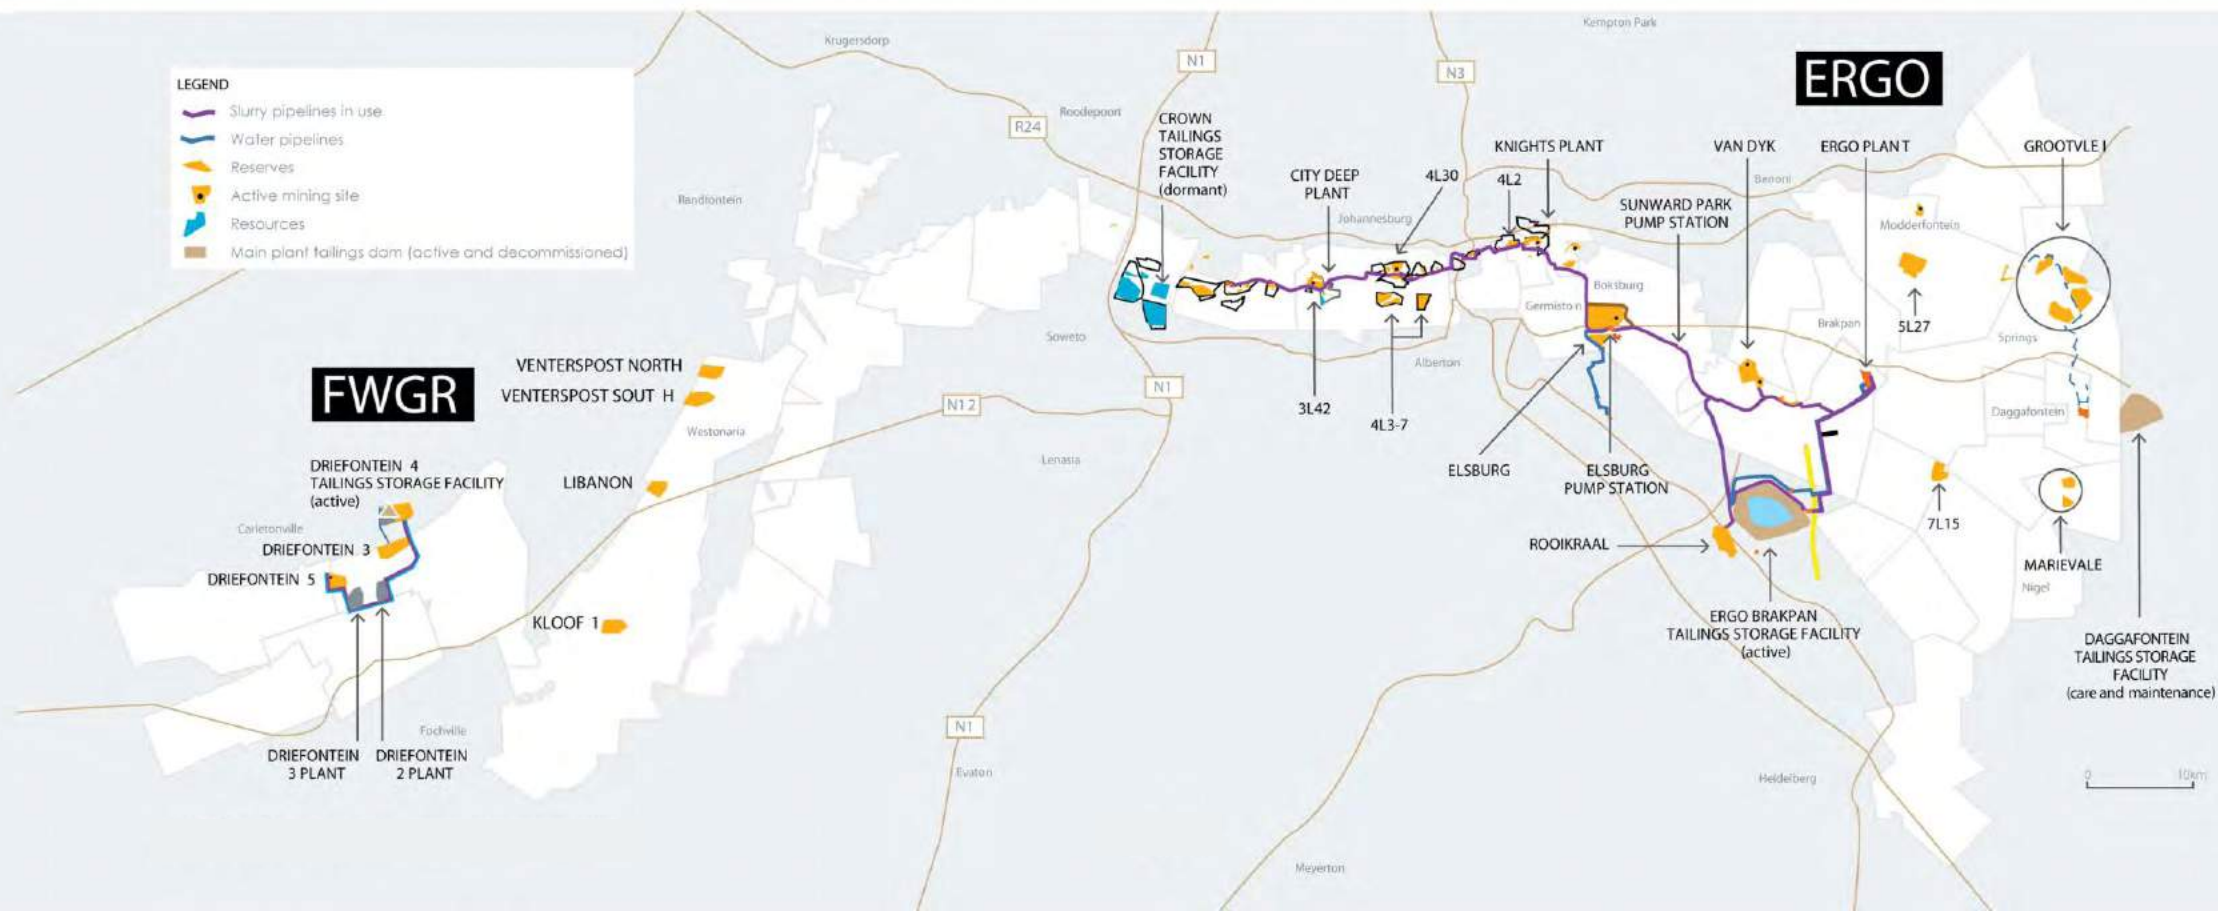 Kempton Park
Krugersdorp
N1
N3
ERGO
LEGEND
Slurry pipelines in use
Water pipelines
Reserves
Active mining site
Resources
Main plant tailings dam (active and decommissioned)
Roodepoort
R24
CROWN
TAILINGS
STORAGE
FACILITY
(dormant)
KNIGHTS PLANT
VAN DYK
ERGO PLANT
GROOTVLE I
CITY DEEP
PLANT
4L30
4L2
Benoni
Randfontein
SUNWARD PARK
PUMP STATION
Johannesburg
Modderfontein
Boksburg
Germisto n
Brakpan
5L27
Springs
Soweto
Alberton
VENTERSPOST NORTH
VENTERSPOST SOUT H
FWGR
N1
N12
3L42
4L3-7
Daggafontein
Westonaria
Lenasia
DRIEFONTEIN 4
TAILINGS STORAGE FACILITY
(active)
LIBANON
ELSBURG
ELSBURG
PUMP STATION
Carletonville
DRIEFONTEIN 3
DRIEFONTEIN 5
7L15
ROOIKRAAL
MARIEVALE
Nigel
KLOOF 1
ERGO BRAKPAN
TAILINGS STORAGE FACILITY
(active)
DAGGAFONTEIN
TAILINGS STORAGE
FACILITY
(care and maintenance)
Fochville
N1
DRIEFONTEIN
3 PLANT
DRIEFONTEIN
2 PLANT
Evaton
Heidelberg
0
10km
Meyerton